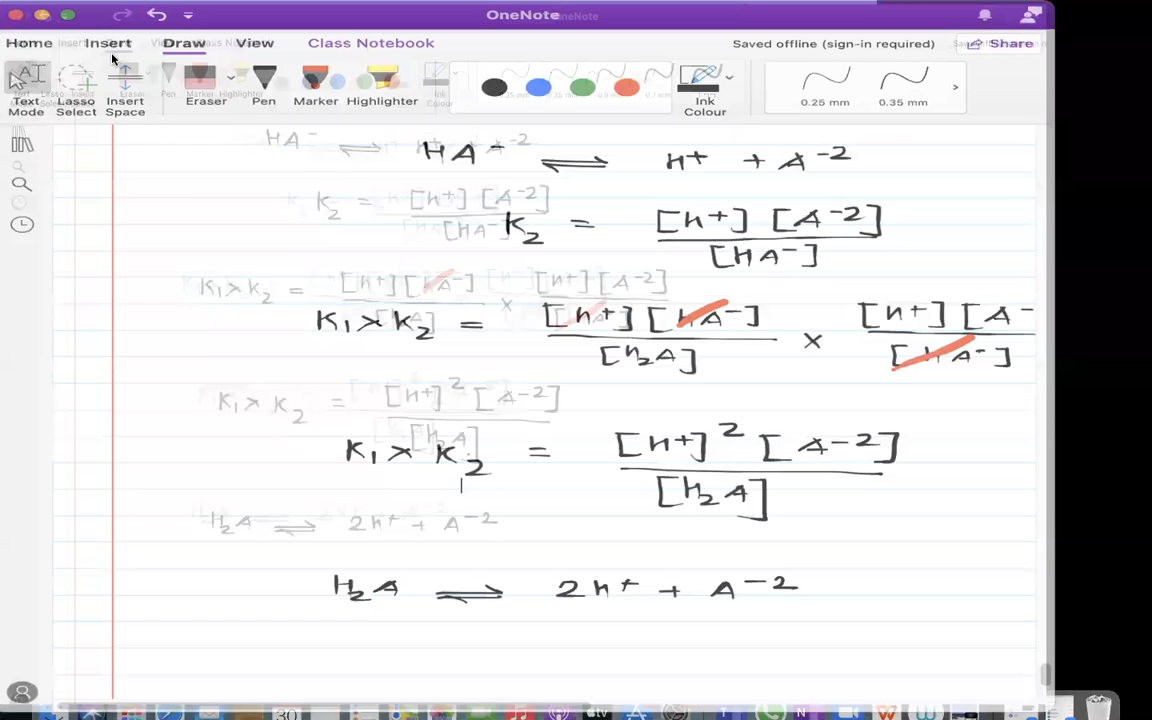 OneNote
Home Insert Draw View Class Notebook Saved offline (sign-in required) Share
Text Mode Lasso Select Insert Space Eraser Pen Marker Highlighter Ink Colour 0.25 mm 0.35 mm
HA⁻ ⇌ H⁺ + A⁻²
K₂ = [H⁺] [A⁻²] / [HA⁻]
K₁ × K₂ = [H⁺] [HA⁻] / [H₂A] × [H⁺] [A⁻ / [HA⁻]
K₁ × K₂ = [H⁺]² [A⁻²] / [H₂A]
H₂A ⇌ 2H⁺ + A⁻²
30